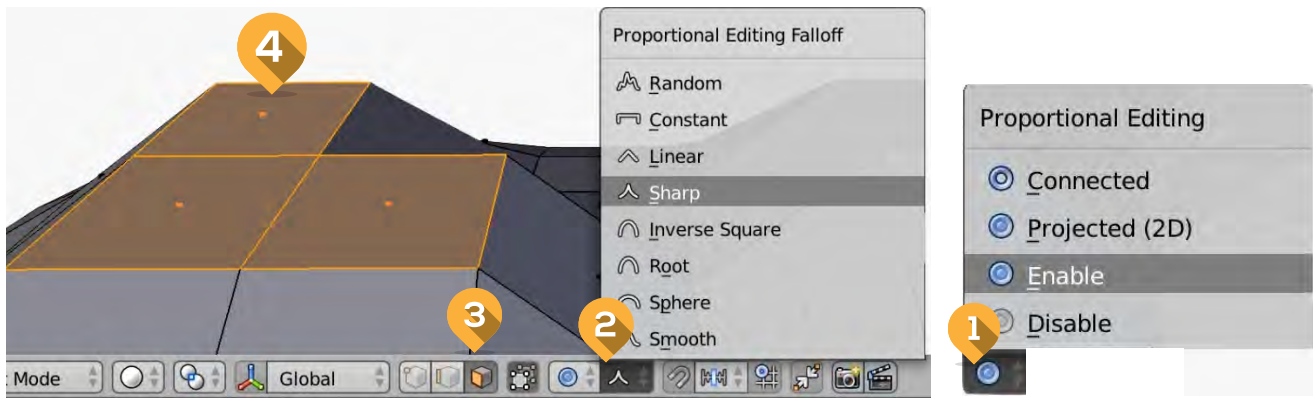 4
Proportional Editing Falloff
Random
Constant
Linear
Sharp
Inverse Square
Root
Sphere
Smooth
3
2
Mode
Global
Proportional Editing
Connected
Projected (2D)
Enable
Disable
1